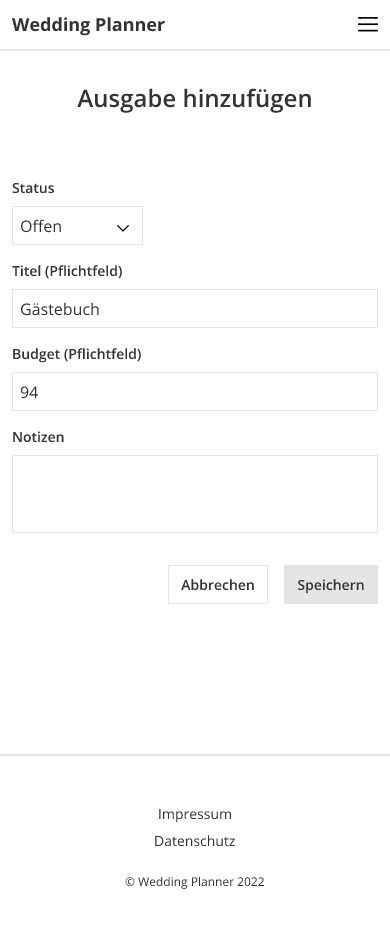 Wedding Planner
Ausgabe hinzufügen
Status
Offen
Titel (Pflichtfeld)
Gästebuch
Budget (Pflichtfeld)
94
Notizen
Abbrechen Speichern
Impressum
Datenschutz
© Wedding Planner 2022